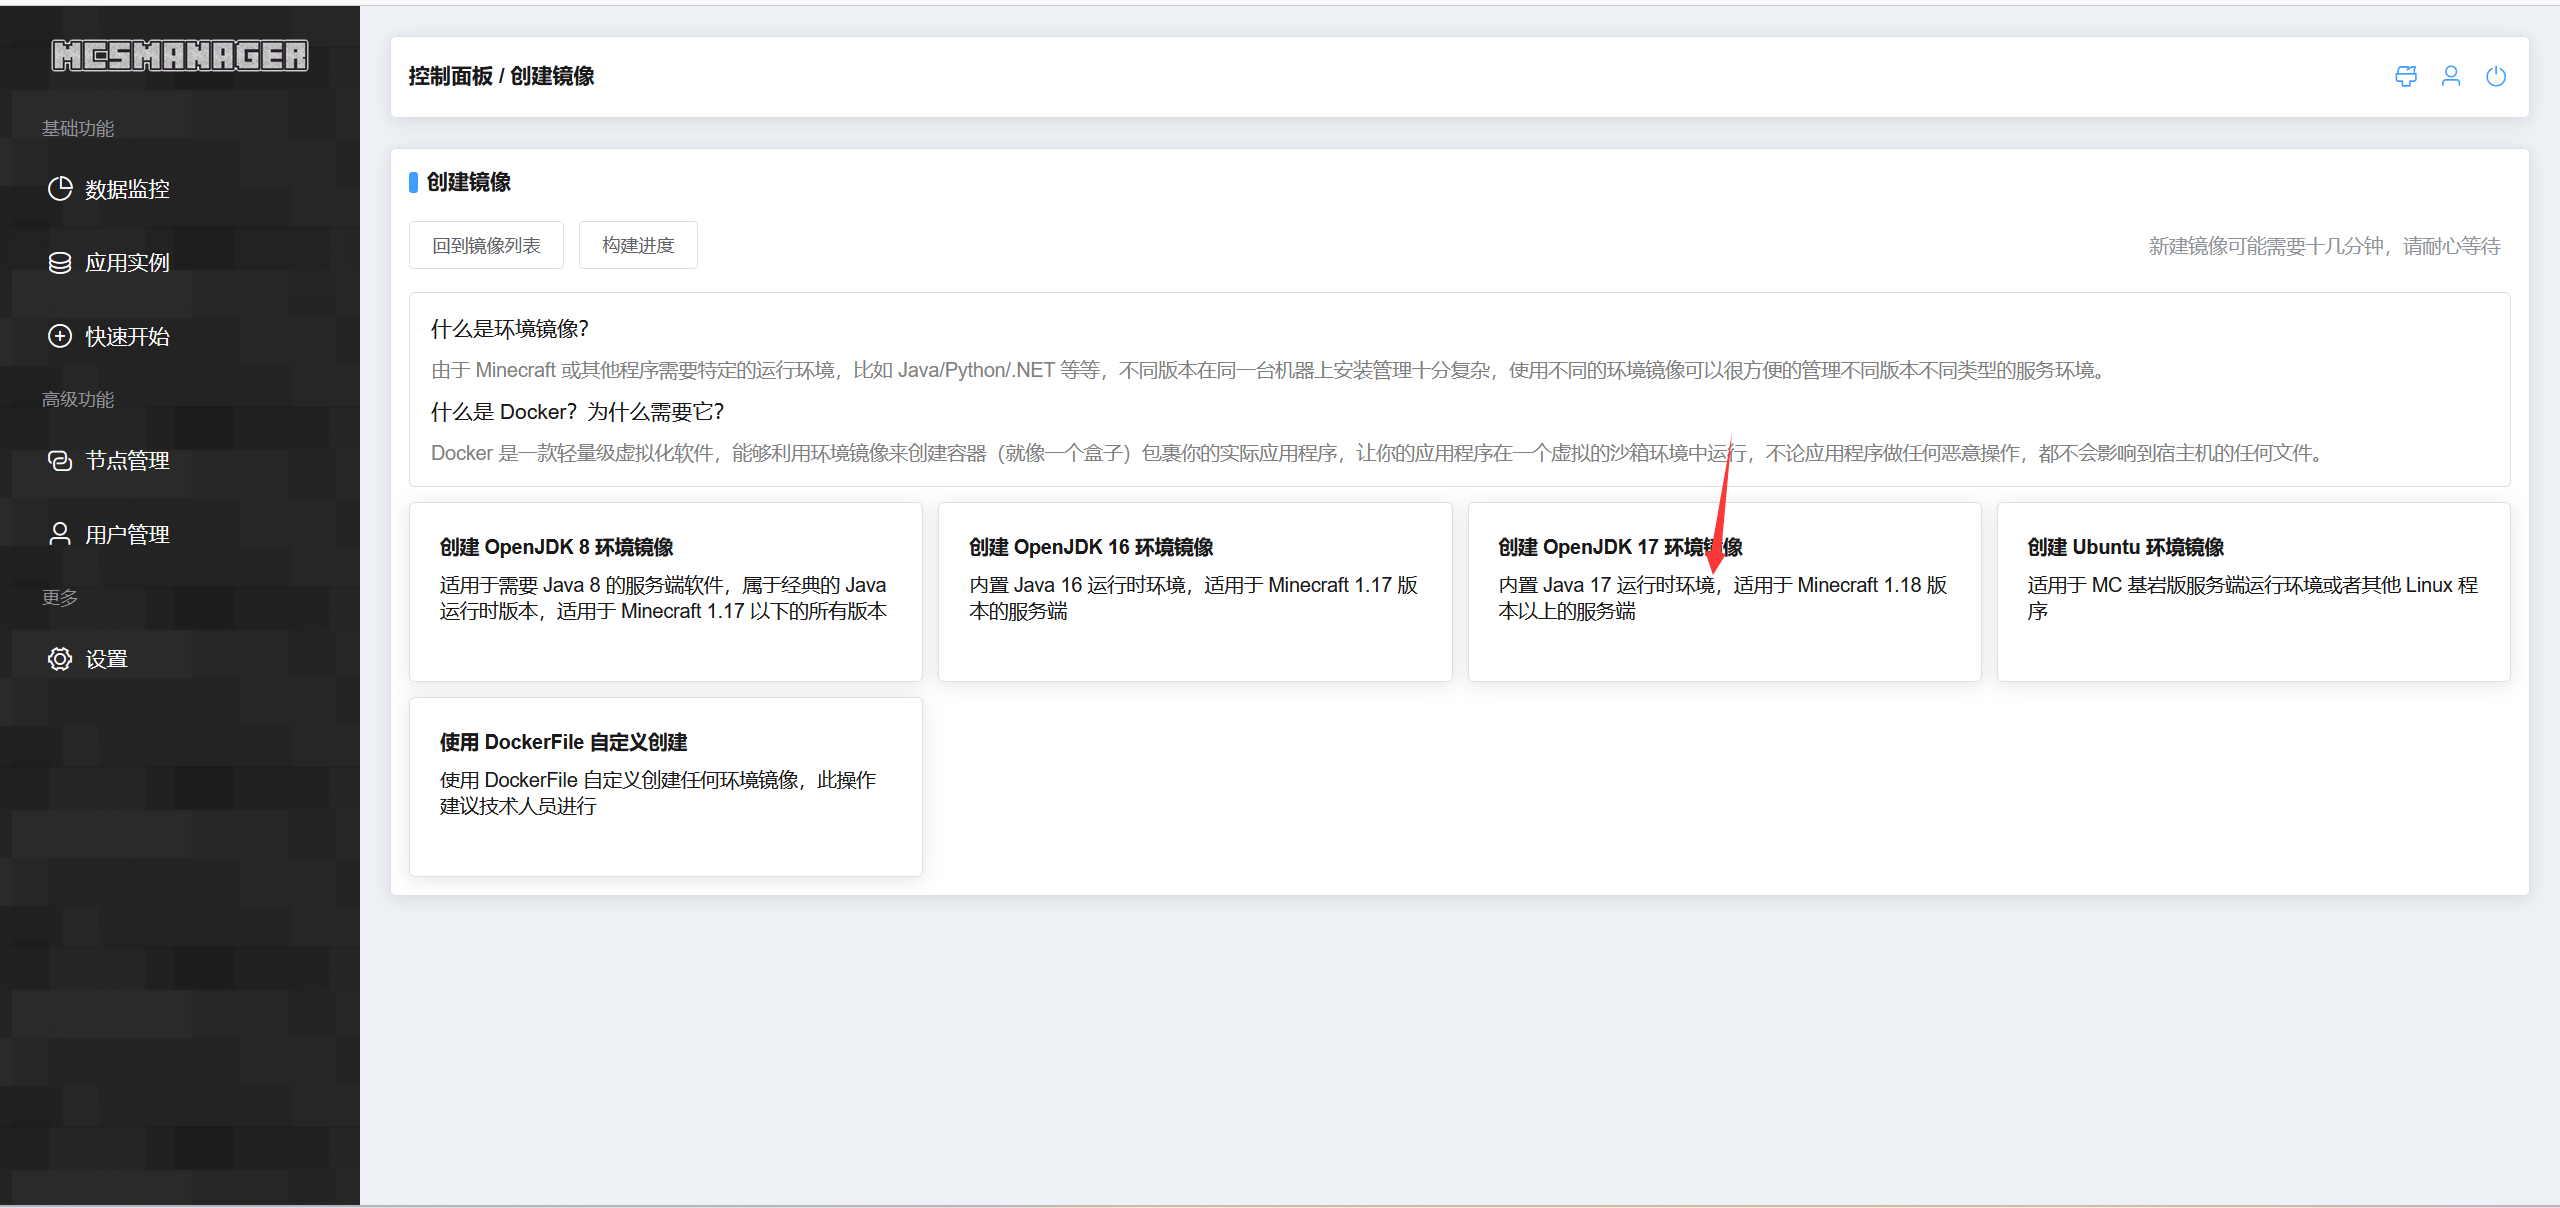 MCSMANAGER
基础功能
数据监控
应用实例
快速开始
高级功能
节点管理
用户管理
更多
设置
控制面板 / 创建镜像
创建镜像
回到镜像列表
构建进度
新建镜像可能需要十几分钟，请耐心等待
什么是环境镜像？
由于 Minecraft 或其他程序需要特定的运行环境，比如 Java/Python/.NET 等等，不同版本在同一台机器上安装管理十分复杂，使用不同的环境镜像可以很方便的管理不同版本不同类型的服务环境。
什么是 Docker？为什么需要它？
Docker 是一款轻量级虚拟化软件，能够利用环境镜像来创建容器（就像一个盒子）包裹你的实际应用程序，让你的应用程序在一个虚拟的沙箱环境中运行，不论应用程序做任何恶意操作，都不会影响到宿主机的任何文件。
创建 OpenJDK 8 环境镜像
适用于需要 Java 8 的服务端软件，属于经典的 Java
运行时版本，适用于 Minecraft 1.17 以下的所有版本
创建 OpenJDK 16 环境镜像
内置 Java 16 运行时环境，适用于 Minecraft 1.17 版
本的服务端
创建 OpenJDK 17 环境镜像
内置 Java 17 运行时环境，适用于 Minecraft 1.18 版
本以上的服务端
创建 Ubuntu 环境镜像
适用于 MC 基岩版服务端运行环境或者其他 Linux 程
序
使用 DockerFile 自定义创建
使用 DockerFile 自定义创建任何环境镜像，此操作
建议技术人员进行